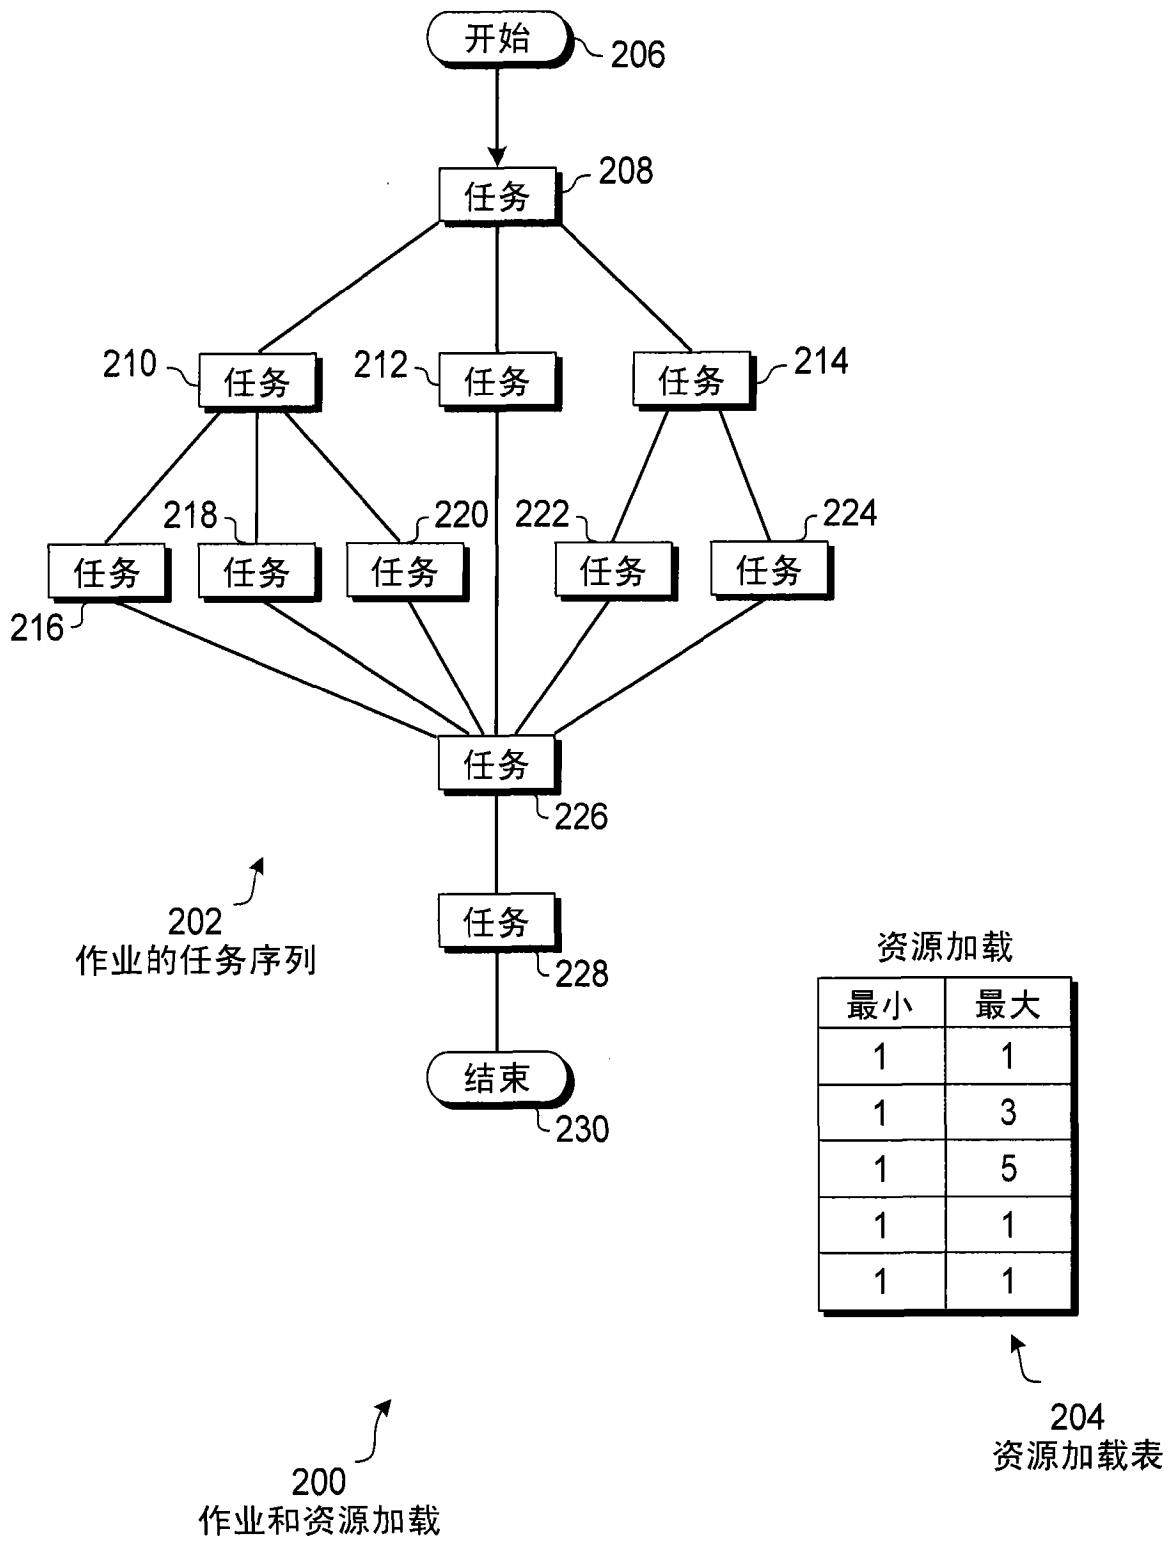 开始
206
任务
208
210
任务
212
任务
任务
214
218
220
222
224
任务
任务
任务
任务
任务
216
任务
226
202
作业的任务序列
任务
228
结束
230
资源加载
最小 最大
1 1
1 3
1 5
1 1
1 1
204
资源加载表
200
作业和资源加载